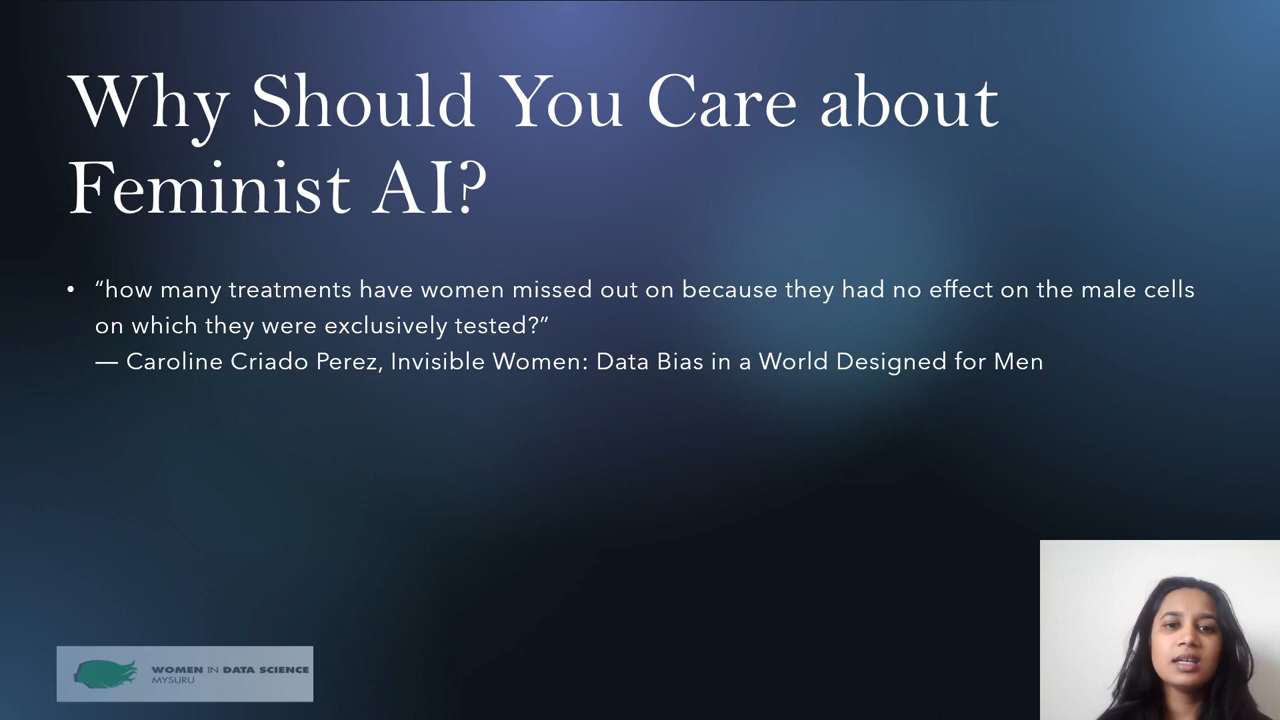 Why Should You Care about
Feminist AI?
• “how many treatments have women missed out on because they had no effect on the male cells
on which they were exclusively tested?”
— Caroline Criado Perez, Invisible Women: Data Bias in a World Designed for Men
WOMEN IN DATA SCIENCE
MYSURU